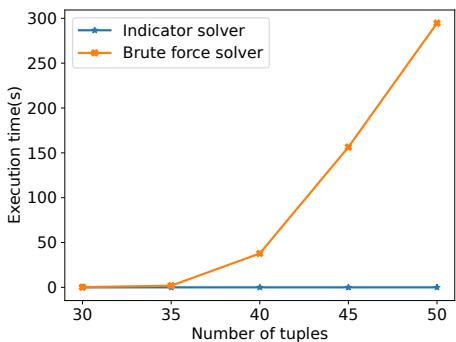 Indicator solver
Brute force solver
300
250
200
150
100
50
0
Execution time(s)
30 35 40 45 50
Number of tuples